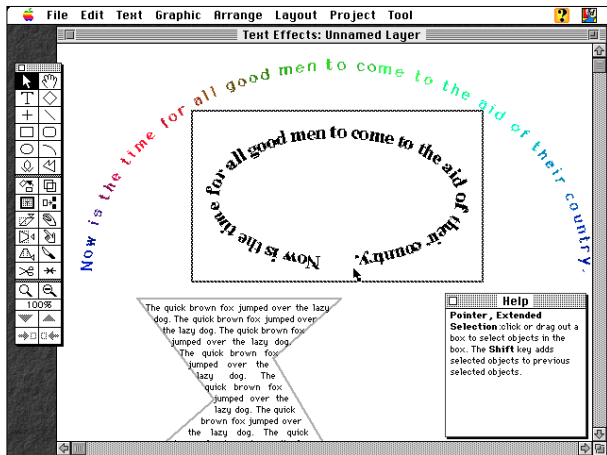 File Edit Text Graphic Arrange Layout Project Tool
Text Effects: Unnamed Layer
Now is the time for all good men to come to the aid of their country.
Now is the time for all good men to come to the aid of their country.
100%
The quick brown fox jumped over the lazy
dog. The quick brown fox jumped over
the lazy dog. The quick brown fox
jumped over the lazy dog.
The quick brown fox
jumped over the
lazy dog. The
quick brown fox
jumped over the
lazy dog. The quick
brown fox jumped over
the lazy dog. The quick
Help
Pointer, Extended
Selection:click or drag out a
box to select objects in the
box. The Shift key adds
selected objects to previous
selected objects.